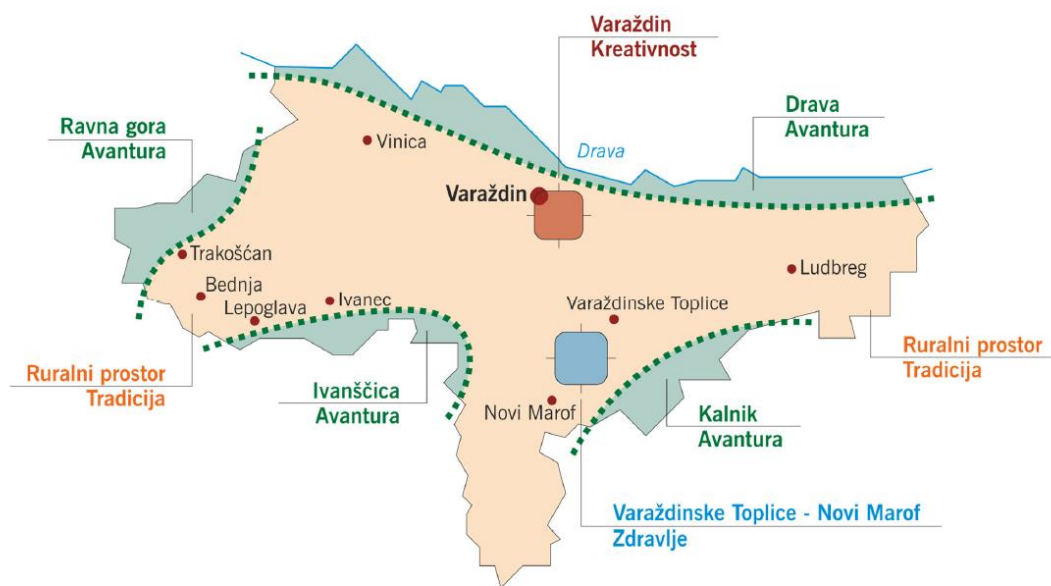 Varaždin
Kreativnost
Ravna gora
Avantura
Drava
Avantura
Vinica
Drava
Varaždin
Trakošćan
Ludbreg
Bednja
Lepoglava
Ivanec
Varaždinske Toplice
Ruralni prostor
Tradicija
Ivanščica
Avantura
Novi Marof
Kalnik
Avantura
Ruralni prostor
Tradicija
Varaždinske Toplice - Novi Marof
Zdravlje